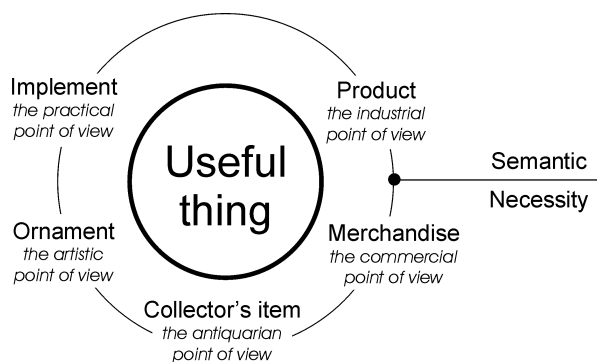 Implement
the practical
point of view
Product
the industrial
point of view
Useful
thing
Semantic
Necessity
Ornament
the artistic
point of view
Merchandise
the commercial
point of view
Collector's item
the antiquarian
point of view